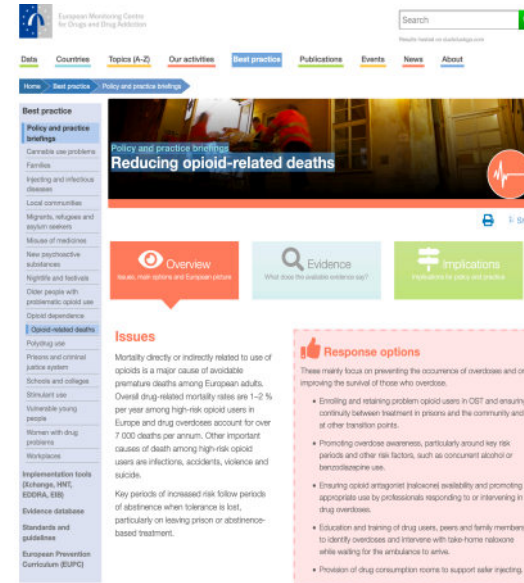 European Monitoring Centre
for Drugs and Drug Addiction
Search
Data Countries Topics (A-Z) Our activities Best practice Publications Events News About
Home Best practice Policy and practice briefings
Best practice
Policy and practice
briefings
Cannabis use problems
Families
Injecting and infectious
diseases
Local communities
Migrants, refugees and
asylum seekers
Misuse of medicines
New psychoactive
substances
Nightlife and festivals
Older people with
problematic opioid use
Opioid dependence
Opioid-related deaths
Polydrug use
Prisons and criminal
justice system
Schools and colleges
Stimulant use
Vulnerable young
people
Women with drug
problems
Workplaces
Implementation tools
(Xchange, HNT,
EDDRA, EIB)
Evidence database
Standards and
guidelines
European Prevention
Curriculum (EUPC)
Policy and practice briefings
Reducing opioid-related deaths
Overview
Issues, main options and European picture
Evidence
What does the available evidence say?
Implications
Implications for policy and practice
Issues
Mortality directly or indirectly related to use of
opioids is a major cause of avoidable
premature deaths among European adults.
Overall drug-related mortality rates are 1–2 %
per year among high-risk opioid users in
Europe and drug overdoses account for over
7 000 deaths per annum. Other important
causes of death among high-risk opioid
users are infections, accidents, violence and
suicide.
Key periods of increased risk follow periods
of abstinence when tolerance is lost,
particularly on leaving prison or abstinence-
based treatment.
Response options
These mainly focus on preventing the occurrence of overdoses and on
improving the survival of those who overdose.
• Enrolling and retaining problem opioid users in OST and ensuring
continuity between treatment in prisons and the community and
at other transition points.
• Promoting overdose awareness, particularly around key risk
periods and other risk factors, such as concurrent alcohol or
benzodiazepine use.
• Ensuring opioid antagonist (naloxone) availability and promoting
appropriate use by professionals responding to or intervening in
drug overdoses.
• Education and training of drug users, peers and family members
to identify overdoses and intervene with take-home naloxone
while waiting for the ambulance to arrive.
• Provision of drug consumption rooms to support safer injecting.